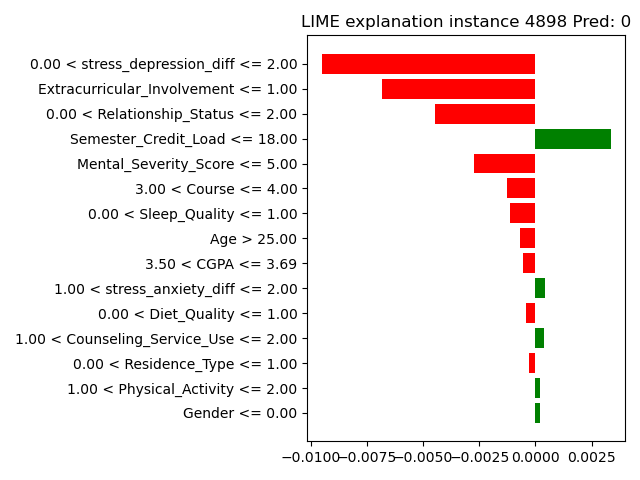 LIME explanation instance 4898 Pred: 0
0.00 < stress_depression_diff <= 2.00
Extracurricular_Involvement <= 1.00
0.00 < Relationship_Status <= 2.00
Semester_Credit_Load <= 18.00
Mental_Severity_Score <= 5.00
3.00 < Course <= 4.00
0.00 < Sleep_Quality <= 1.00
Age > 25.00
3.50 < CGPA <= 3.69
1.00 < stress_anxiety_diff <= 2.00
0.00 < Diet_Quality <= 1.00
1.00 < Counseling_Service_Use <= 2.00
0.00 < Residence_Type <= 1.00
1.00 < Physical_Activity <= 2.00
Gender <= 0.00
−0.0100 −0.0075 −0.0050 −0.0025 0.0000 0.0025